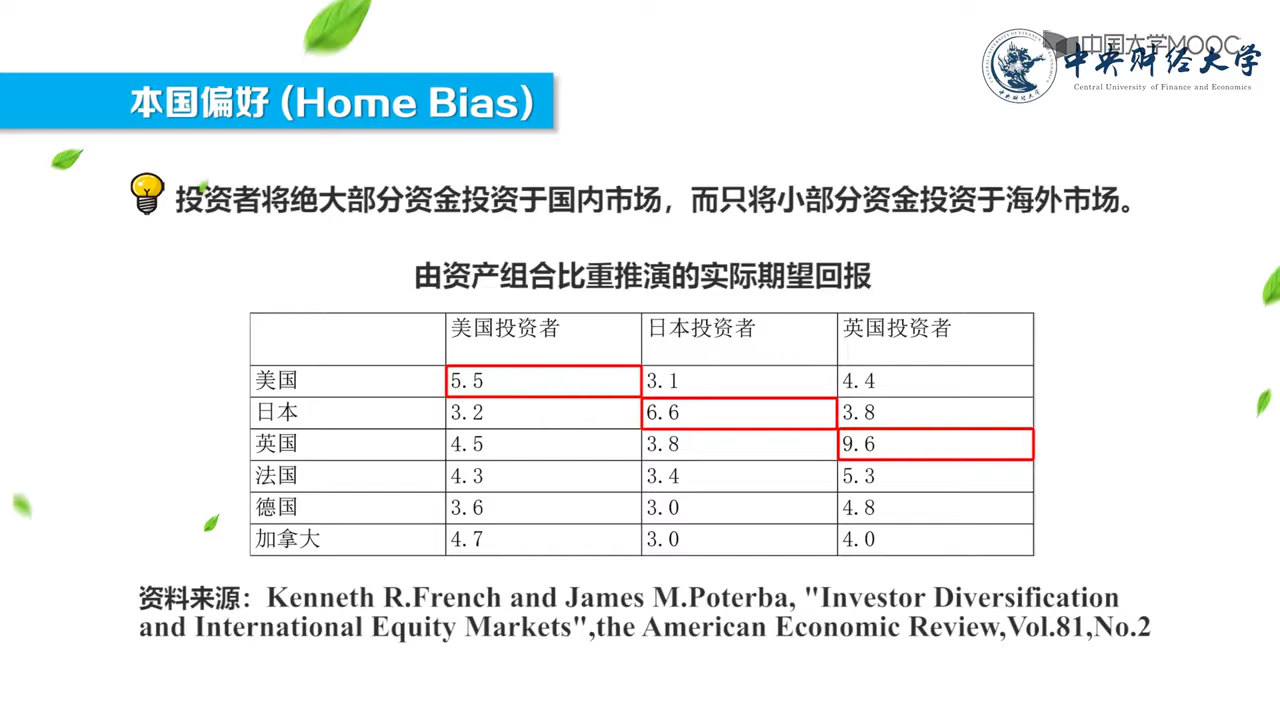 中国大学MOOC
中央财经大学
Central University of Finance and Economics
本国偏好 (Home Bias)
投资者将绝大部分资金投资于国内市场，而只将小部分资金投资于海外市场。
由资产组合比重推演的实际期望回报
美国投资者 日本投资者 英国投资者
美国 5.5 3.1 4.4
日本 3.2 6.6 3.8
英国 4.5 3.8 9.6
法国 4.3 3.4 5.3
德国 3.6 3.0 4.8
加拿大 4.7 3.0 4.0
资料来源：Kenneth R.French and James M.Poterba, "Investor Diversification
and International Equity Markets",the American Economic Review,Vol.81,No.2